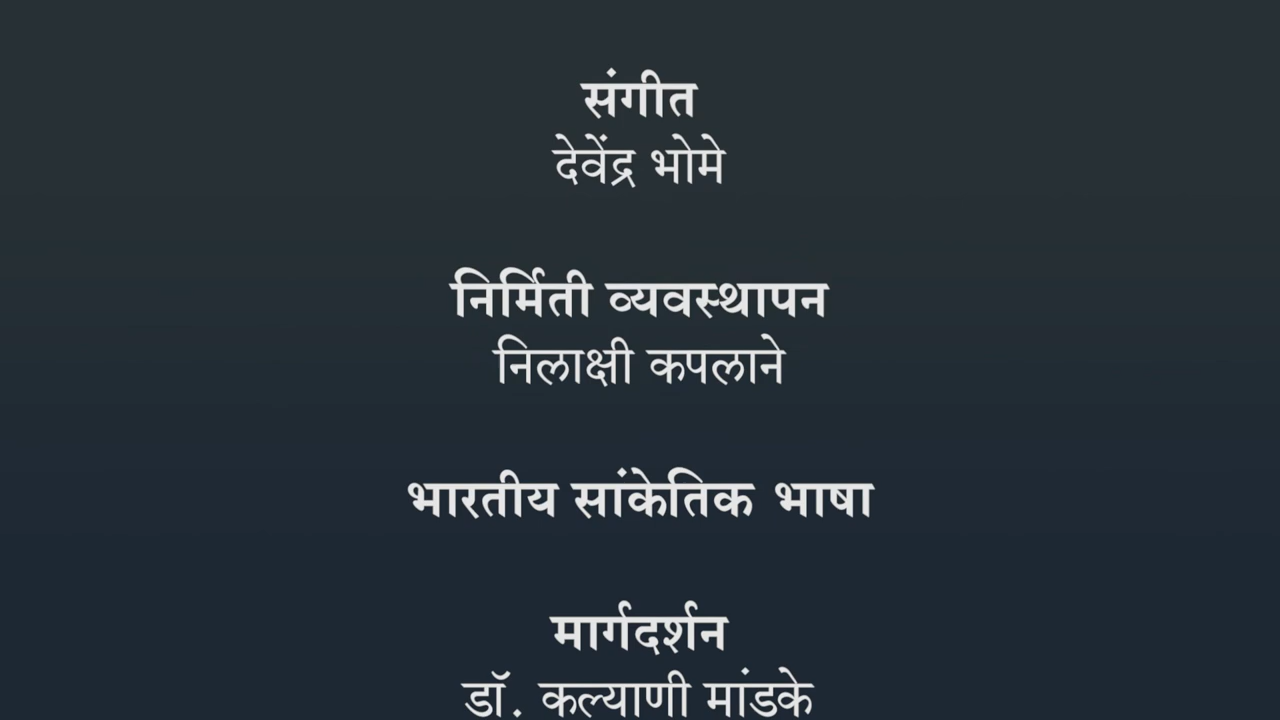 संगीत
देवेंद्र भोमे
निर्मिती व्यवस्थापन
निलाक्षी कपलाने
भारतीय सांकेतिक भाषा
मार्गदर्शन
डॉ. कल्याणी मांडके